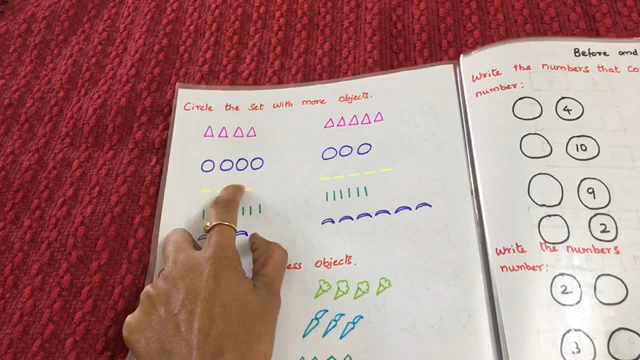 Circle the set with more objects.
ess objects.
Before and
Write the numbers that co
number:
4
10
9
2
Write the numbers
number:
2
3